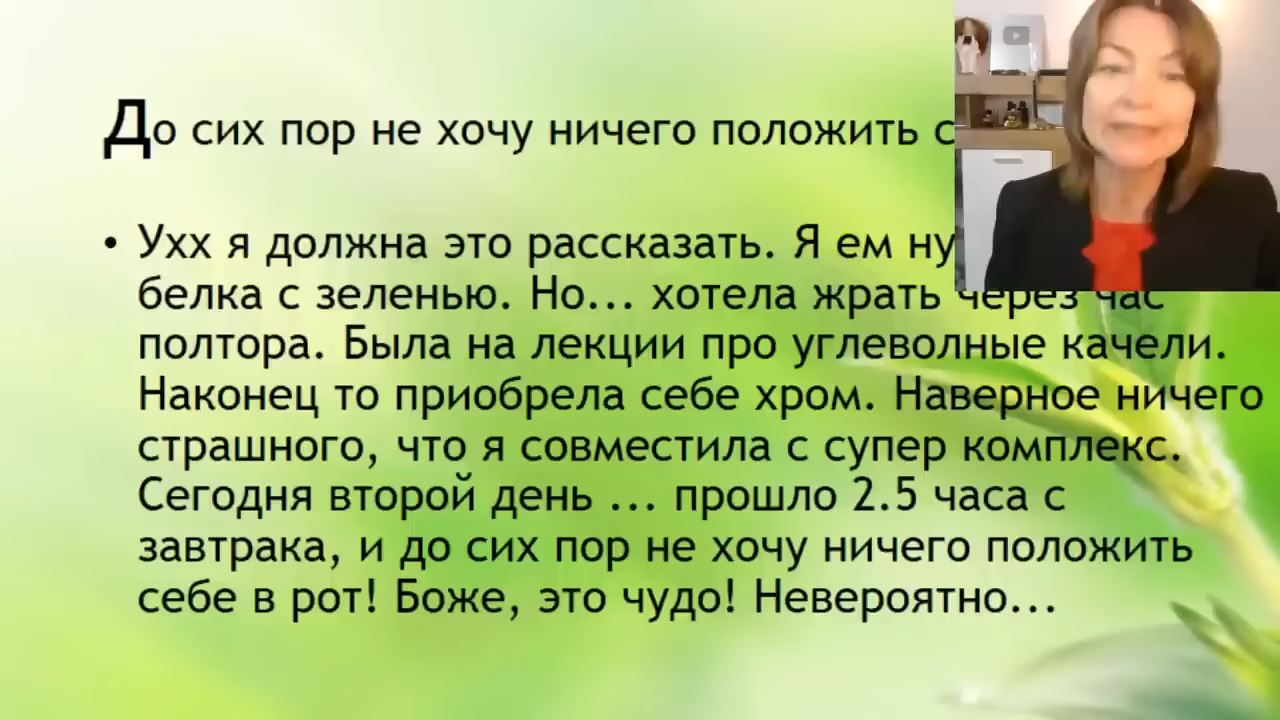 До сих пор не хочу ничего положить
Ухх я должна это рассказать. Я ем
белка с зеленью. Но... хотела жрать через час
полтора. Была на лекции про углеволные качели.
Наконец то приобрела себе хром. Наверное ничего
страшного, что я совместила с супер комплекс.
Сегодня второй день ... прошло 2.5 часа с
завтрака, и до сих пор не хочу ничего положить
себе в рот! Боже, это чудо! Невероятно...